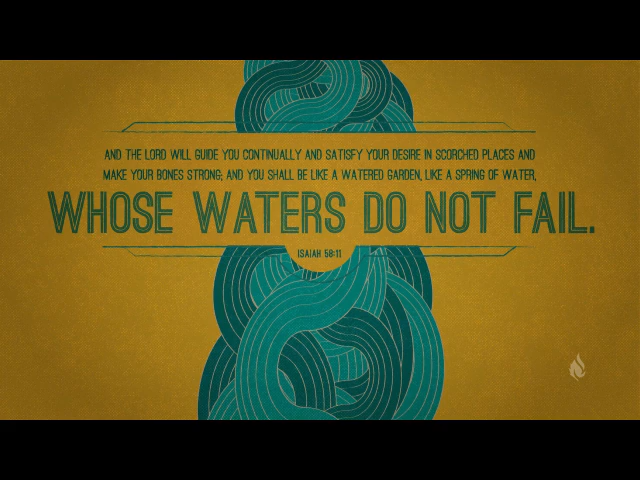 AND THE LORD WILL GUIDE YOU CONTINUALLY AND SATISFY YOUR DESIRE IN SCORCHED PLACES AND
MAKE YOUR BONES STRONG; AND YOU SHALL BE LIKE A WATERED GARDEN, LIKE A SPRING OF WATER,
WHOSE WATERS DO NOT FAIL.
ISAIAH 58:11